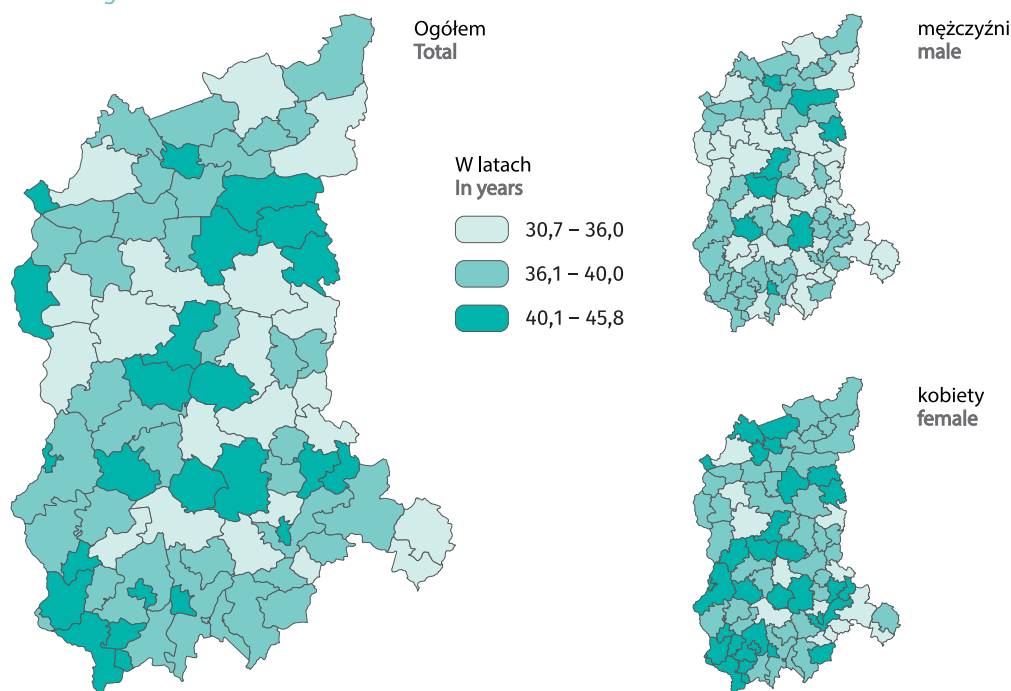 Ogółem
Total
mężczyźni
male
W latach
In years
30,7 – 36,0
36,1 – 40,0
40,1 – 45,8
kobiety
female